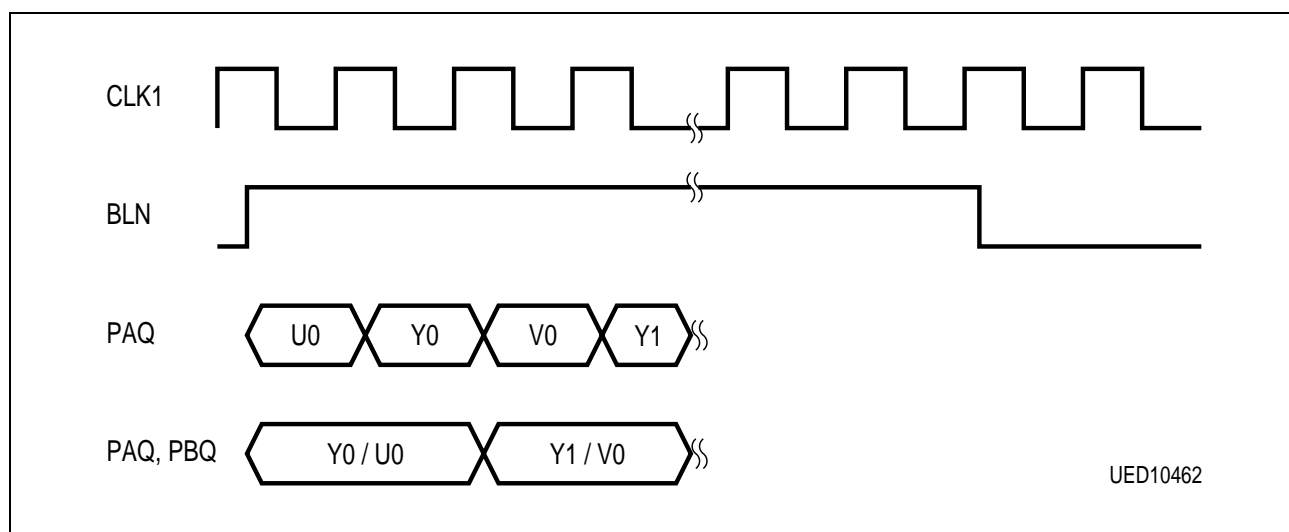 CLK1
BLN
PAQ U0 Y0 V0 Y1
PAQ, PBQ Y0 / U0 Y1 / V0
UED10462